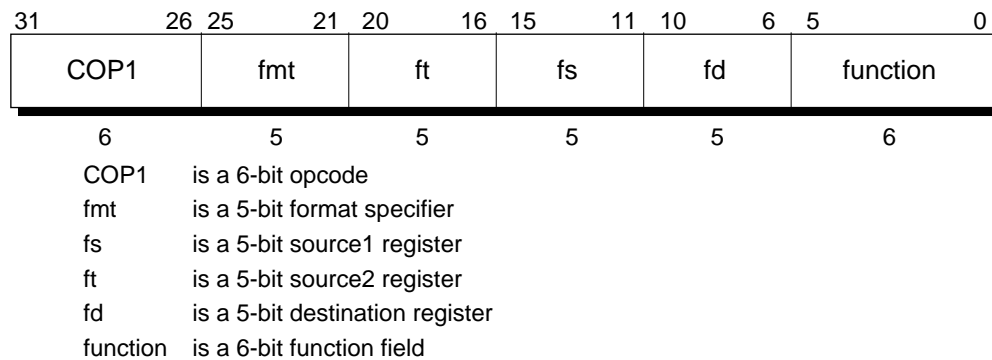 31 26 25 21 20 16 15 11 10 6 5 0
COP1 fmt ft fs fd function
6 5 5 5 5 6
COP1 is a 6-bit opcode
fmt is a 5-bit format specifier
fs is a 5-bit source1 register
ft is a 5-bit source2 register
fd is a 5-bit destination register
function is a 6-bit function field